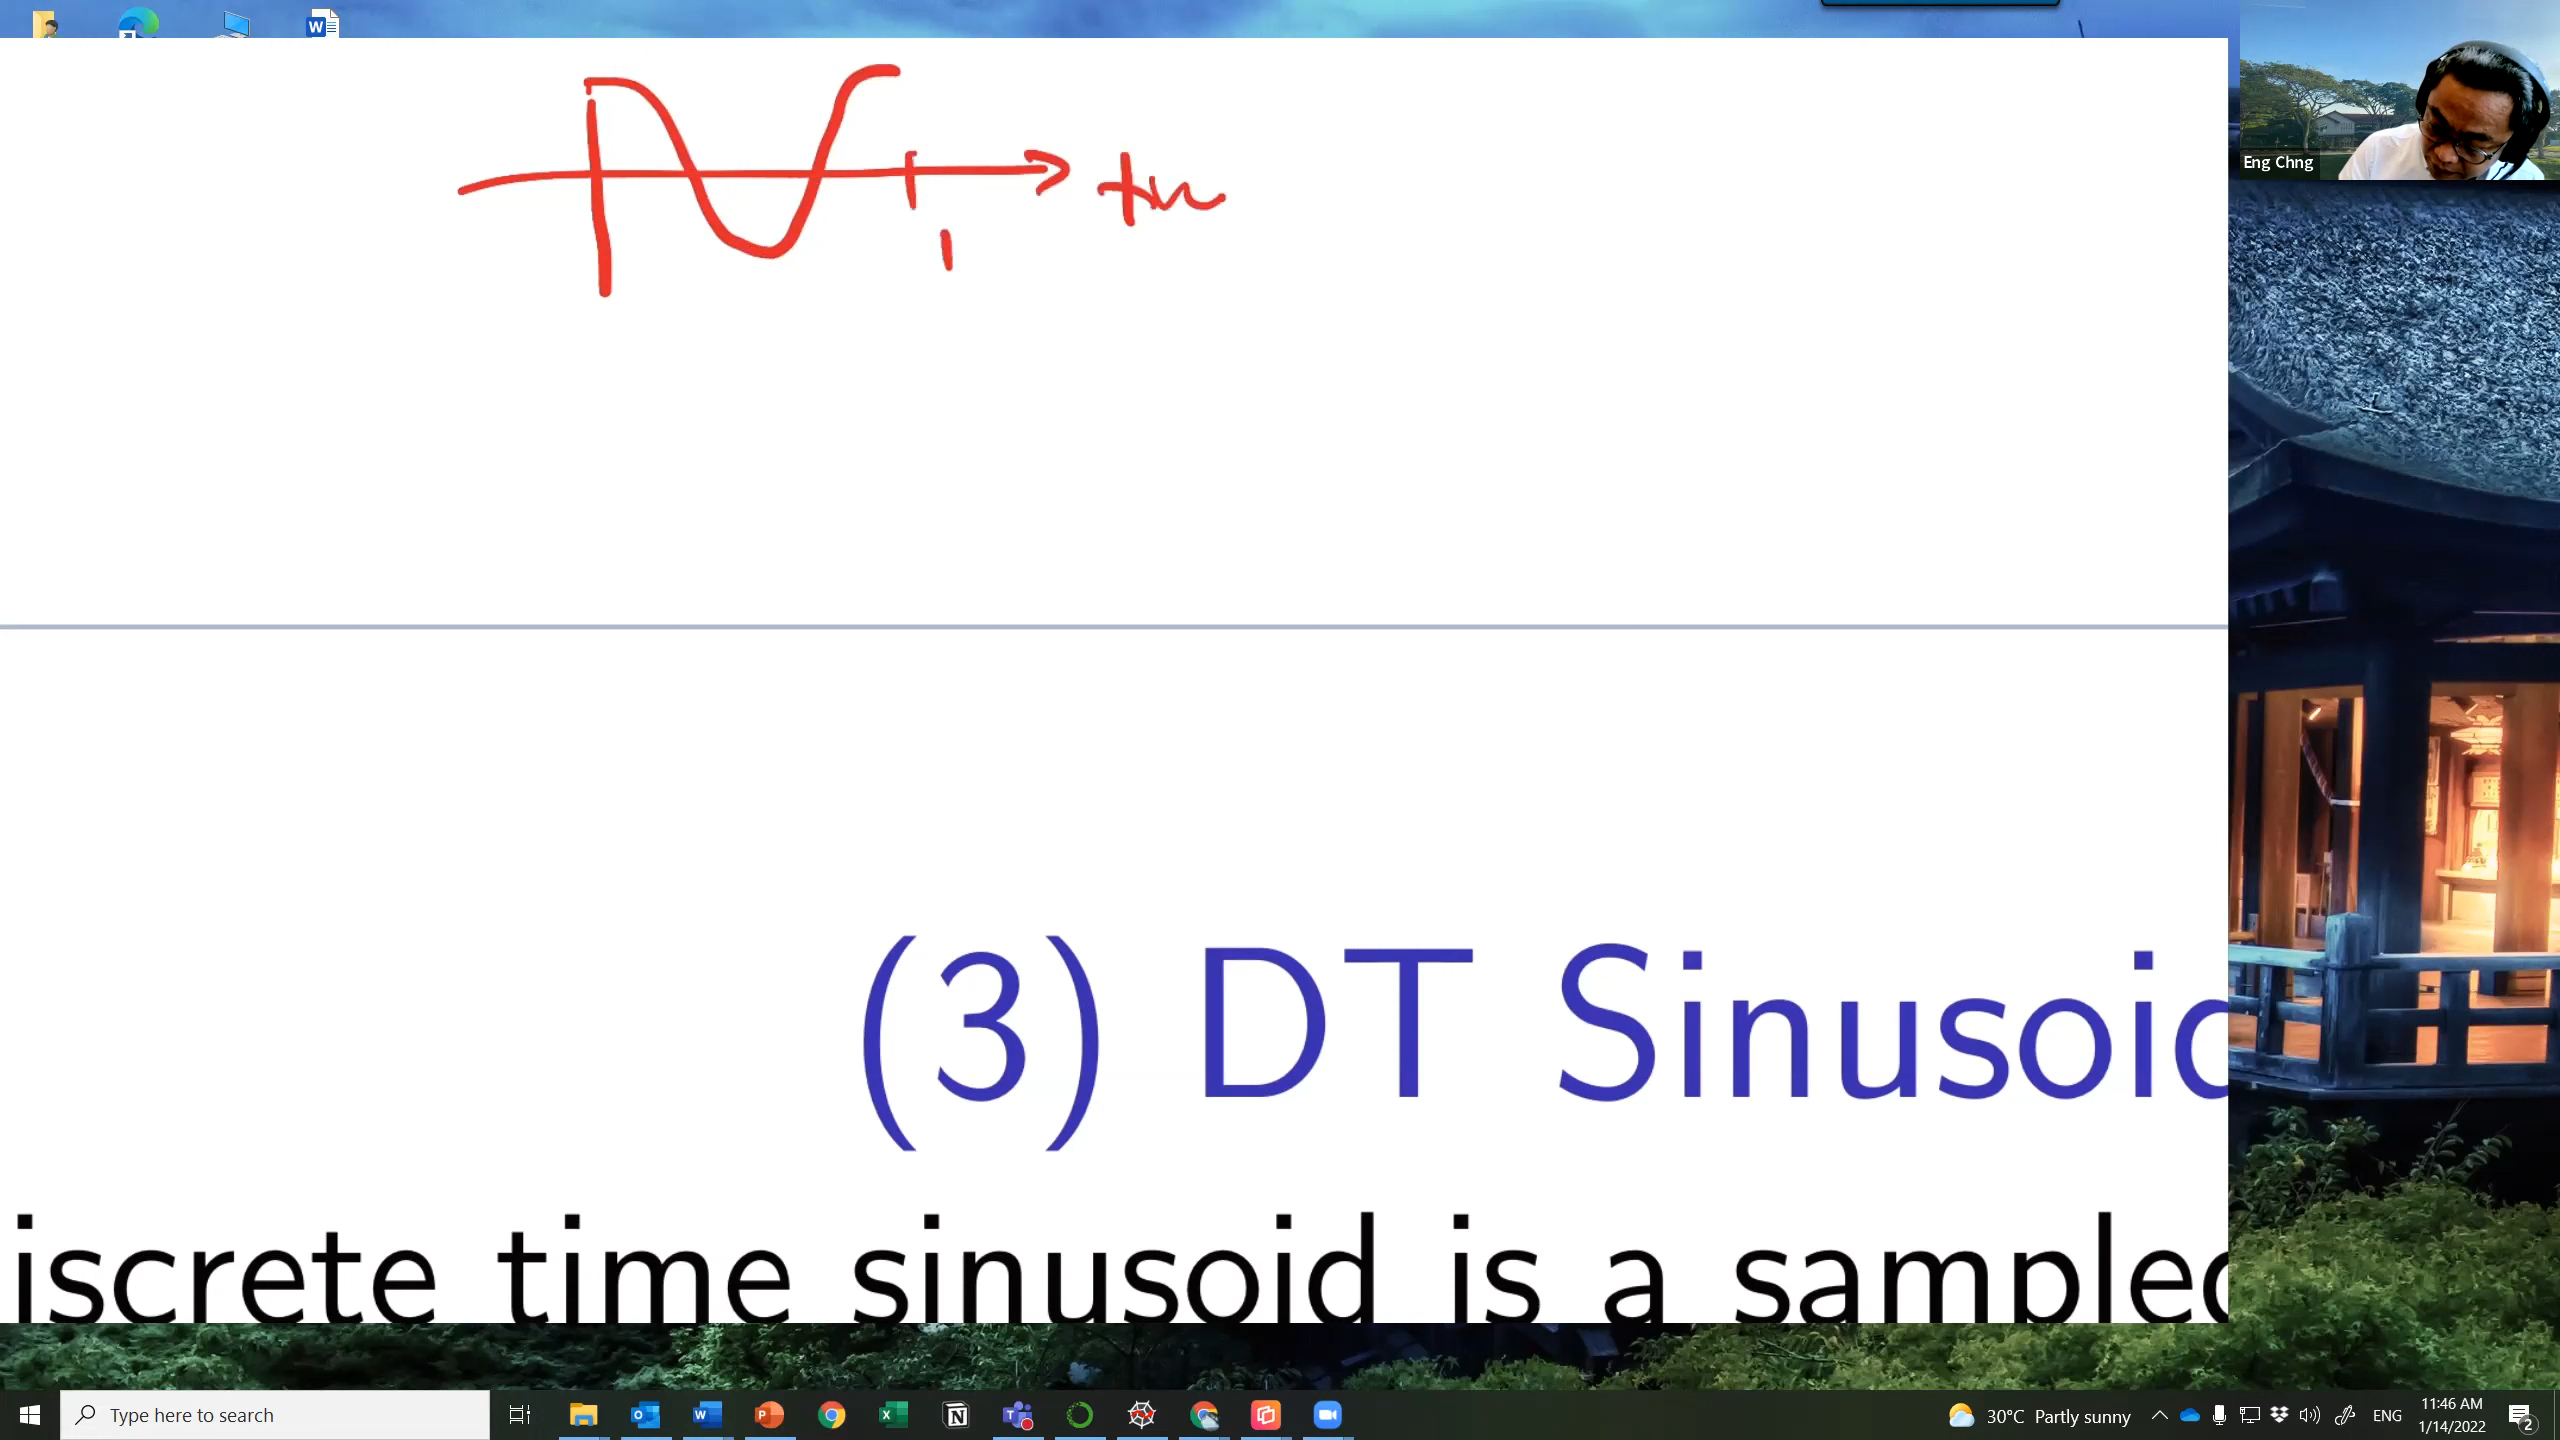 Eng Chng
1
(3) DT Sinusoid
iscrete time sinusoid is a sampled
Type here to search
30°C Partly sunny
ENG
11:46 AM
1/14/2022
2